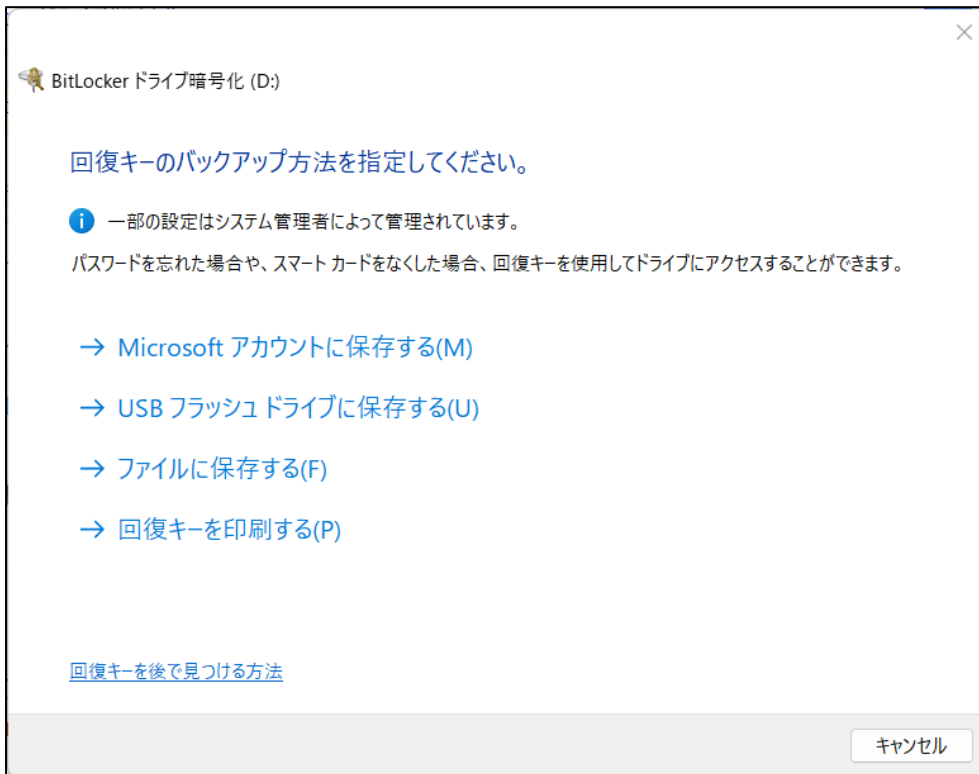 BitLocker ドライブ暗号化 (D:)
回復キーのバックアップ方法を指定してください。
一部の設定はシステム管理者によって管理されています。
パスワードを忘れた場合や、スマート カードをなくした場合、回復キーを使用してドライブにアクセスすることができます。
→ Microsoft アカウントに保存する(M)
→ USB フラッシュ ドライブに保存する(U)
→ ファイルに保存する(F)
→ 回復キーを印刷する(P)
回復キーを後で見つける方法
キャンセル